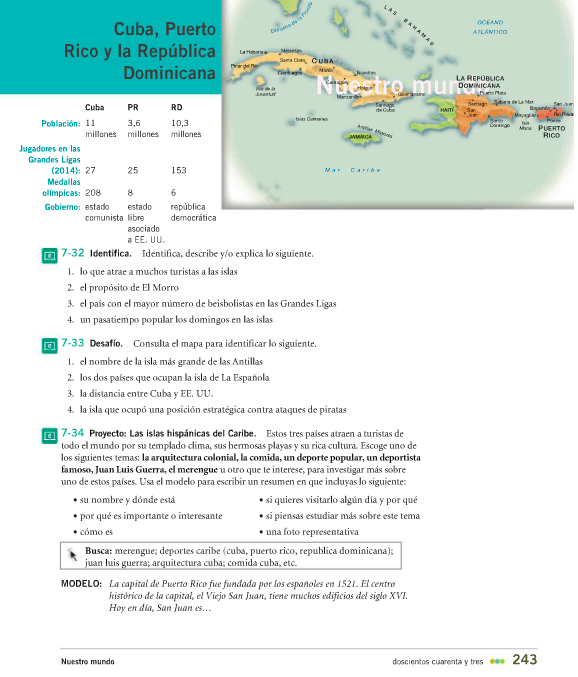 Cuba, Puerto
Rico y la República
Dominicana
Cuba PR RD
Población: 11 millones 3,6 millones 10,3 millones
Jugadores en las
Grandes Ligas
(2014): 27 25 153
Medallas
olímpicas: 208 8 6
Gobierno: estado comunista estado libre asociado a EE. UU. república democrática
Nuestro mundo
LAS BAHAMAS
OCEANO
ATLÁNTICO
La Habana
Matanzas
Pinar del Río
Santa Clara
CUBA
Cienfuegos
Morón
Nuevitas
Camagüey
Holguín
Guantánamo
Manzanillo
Santiago
de Cuba
Isla de la
Juventud
Islas Caimanes
JAMAICA
Antillas Mayores
HAITÍ
LA REPÚBLICA
DOMINICANA
Puerto Plata
Santiago
San
Juan
Samaná
Santo
Domingo
Isla
Mona
Mayagüez
San Juan
Ponce
PUERTO
RICO
Mar Caribe
7-32 Identifica. Identifica, describe y/o explica lo siguiente.
1. lo que atrae a muchos turistas a las islas
2. el propósito de El Morro
3. el país con el mayor número de beisbolistas en las Grandes Ligas
4. un pasatiempo popular los domingos en las islas
7-33 Desafío. Consulta el mapa para identificar lo siguiente.
1. el nombre de la isla más grande de las Antillas
2. los dos países que ocupan la isla de La Española
3. la distancia entre Cuba y EE. UU.
4. la isla que ocupó una posición estratégica contra ataques de piratas
7-34 Proyecto: Las islas hispánicas del Caribe. Estos tres países atraen a turistas de
todo el mundo por su templado clima, sus hermosas playas y su rica cultura. Escoge uno de
los siguientes temas: la arquitectura colonial, la comida, un deporte popular, un deportista
famoso, Juan Luis Guerra, el merengue u otro que te interese, para investigar más sobre
uno de estos países. Usa el modelo para escribir un resumen en que incluyas lo siguiente:
• su nombre y dónde está
• por qué es importante o interesante
• cómo es
• si quieres visitarlo algún día y por qué
• si piensas estudiar más sobre este tema
• una foto representativa
Busca: merengue; deportes caribe (cuba, puerto rico, republica dominicana);
juan luis guerra; arquitectura cuba; comida cuba, etc.
MODELO: La capital de Puerto Rico fue fundada por los españoles en 1521. El centro
histórico de la capital, el Viejo San Juan, tiene muchos edificios del siglo XVI.
Hoy en día, San Juan es…
Nuestro mundo
doscientos cuarenta y tres 243